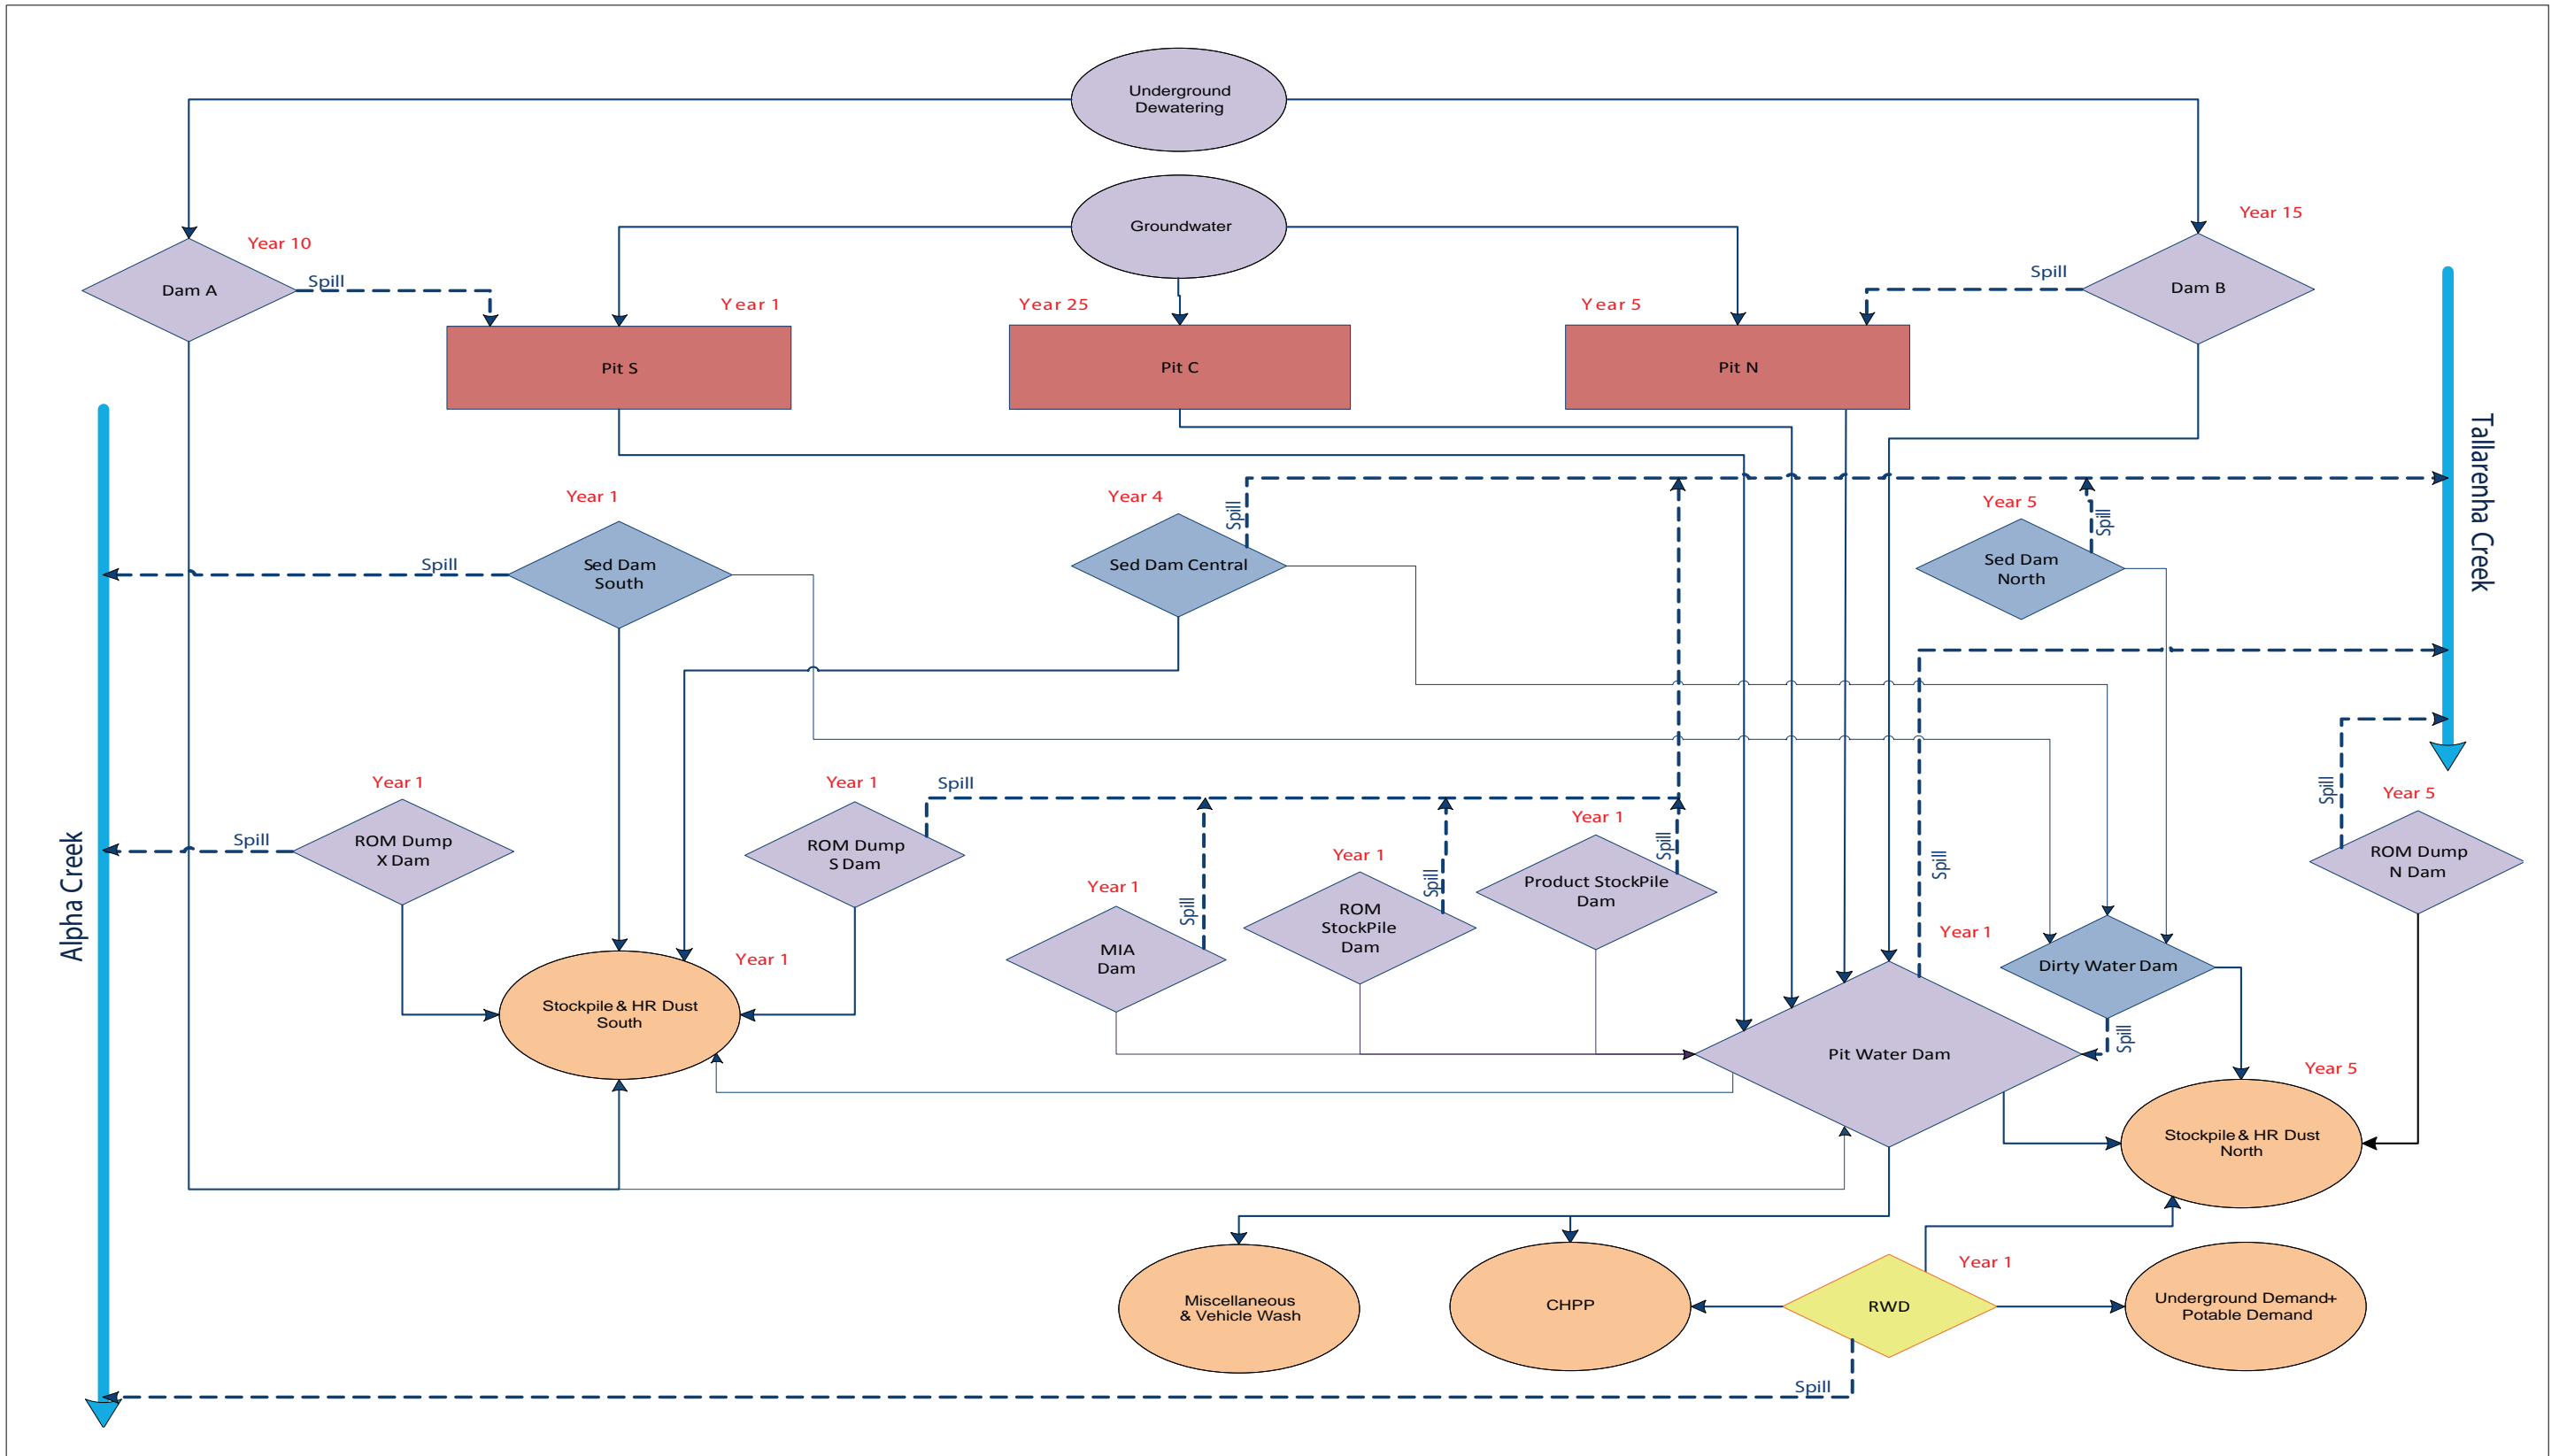 Underground
Dewatering
Year 15
Groundwater
Year 10
Spill
Spill
Dam A
Dam B
Year 1
Year 25
Year 5
Pit S
Pit C
Pit N
Tallarenha Creek
Year 1
Year 4
Year 5
Spill
Spill
Spill
Sed Dam
South
Sed Dam Central
Sed Dam
North
Year 1
Year 1
Spill
Spill
Year 5
Year 1
Spill
ROM Dump
X Dam
ROM Dump
S Dam
Year 1
Spill
Product StockPile
Dam
Spill
ROM Dump
N Dam
Alpha Creek
Year 1
Spill
Spill
ROM
StockPile
Dam
Year 1
MIA
Dam
Year 1
Dirty Water Dam
Stockpile & HR Dust
South
Pit Water Dam
Spill
Year 5
Stockpile & HR Dust
North
Year 1
Miscellaneous
& Vehicle Wash
CHPP
RWD
Underground Demand+
Potable Demand
Spill